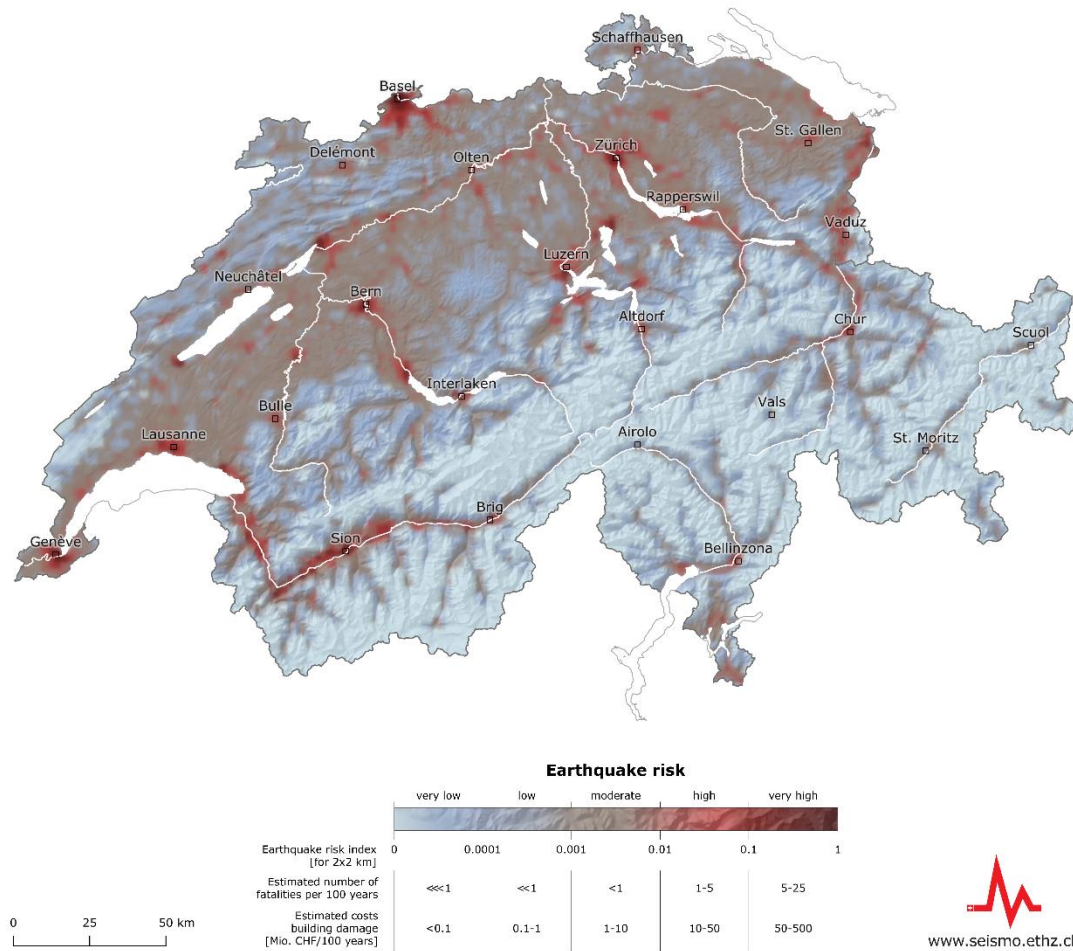 Schaffhausen
Basel
St. Gallen
Delémont
Olten
Zürich
Rapperswil
Vaduz
Luzern
Neuchâtel
Bern
Altdorf
Chur
Scuol
Interlaken
Bulle
Vals
Lausanne
Airolo
St. Moritz
Brig
Genève
Sion
Bellinzona
Earthquake risk
very low low moderate high very high
Earthquake risk index
[for 2x2 km]
0 0.0001 0.001 0.01 0.1 1
Estimated number of
fatalities per 100 years
<<<1 <<1 <1 1-5 5-25
Estimated costs
building damage
[Mio. CHF/100 years]
<0.1 0.1-1 1-10 10-50 50-500
0 25 50 km
www.seismo.ethz.ch